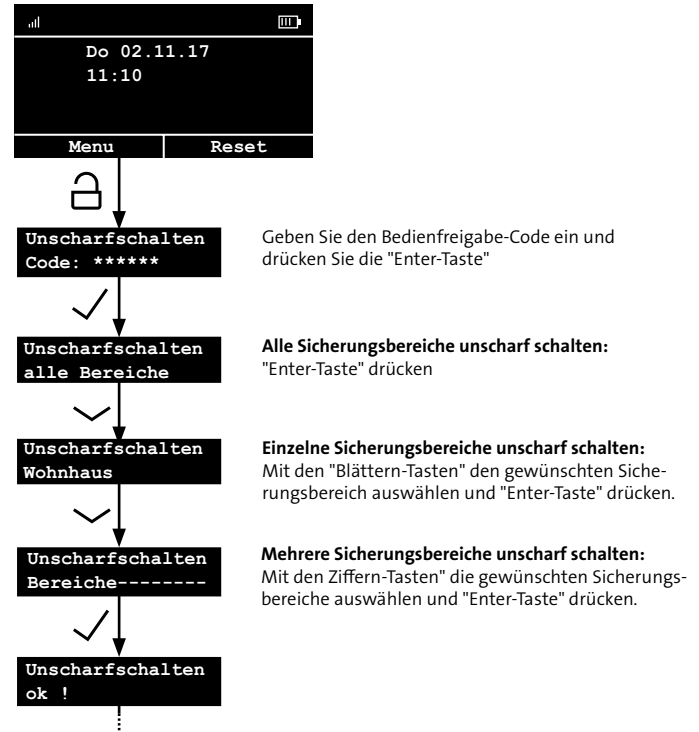 Do 02.11.17
11:10
Menu Reset
Unscharfschalten
Code: ******
Geben Sie den Bedienfreigabe-Code ein und
drücken Sie die "Enter-Taste"
Unscharfschalten
alle Bereiche
Alle Sicherungsbereiche unscharf schalten:
"Enter-Taste" drücken
Unscharfschalten
Wohnhaus
Einzelne Sicherungsbereiche unscharf schalten:
Mit den "Blättern-Tasten" den gewünschten Siche-
rungsbereich auswählen und "Enter-Taste" drücken.
Unscharfschalten
Bereiche--------
Mehrere Sicherungsbereiche unscharf schalten:
Mit den Ziffern-Tasten" die gewünschten Sicherungs-
bereiche auswählen und "Enter-Taste" drücken.
Unscharfschalten
ok !